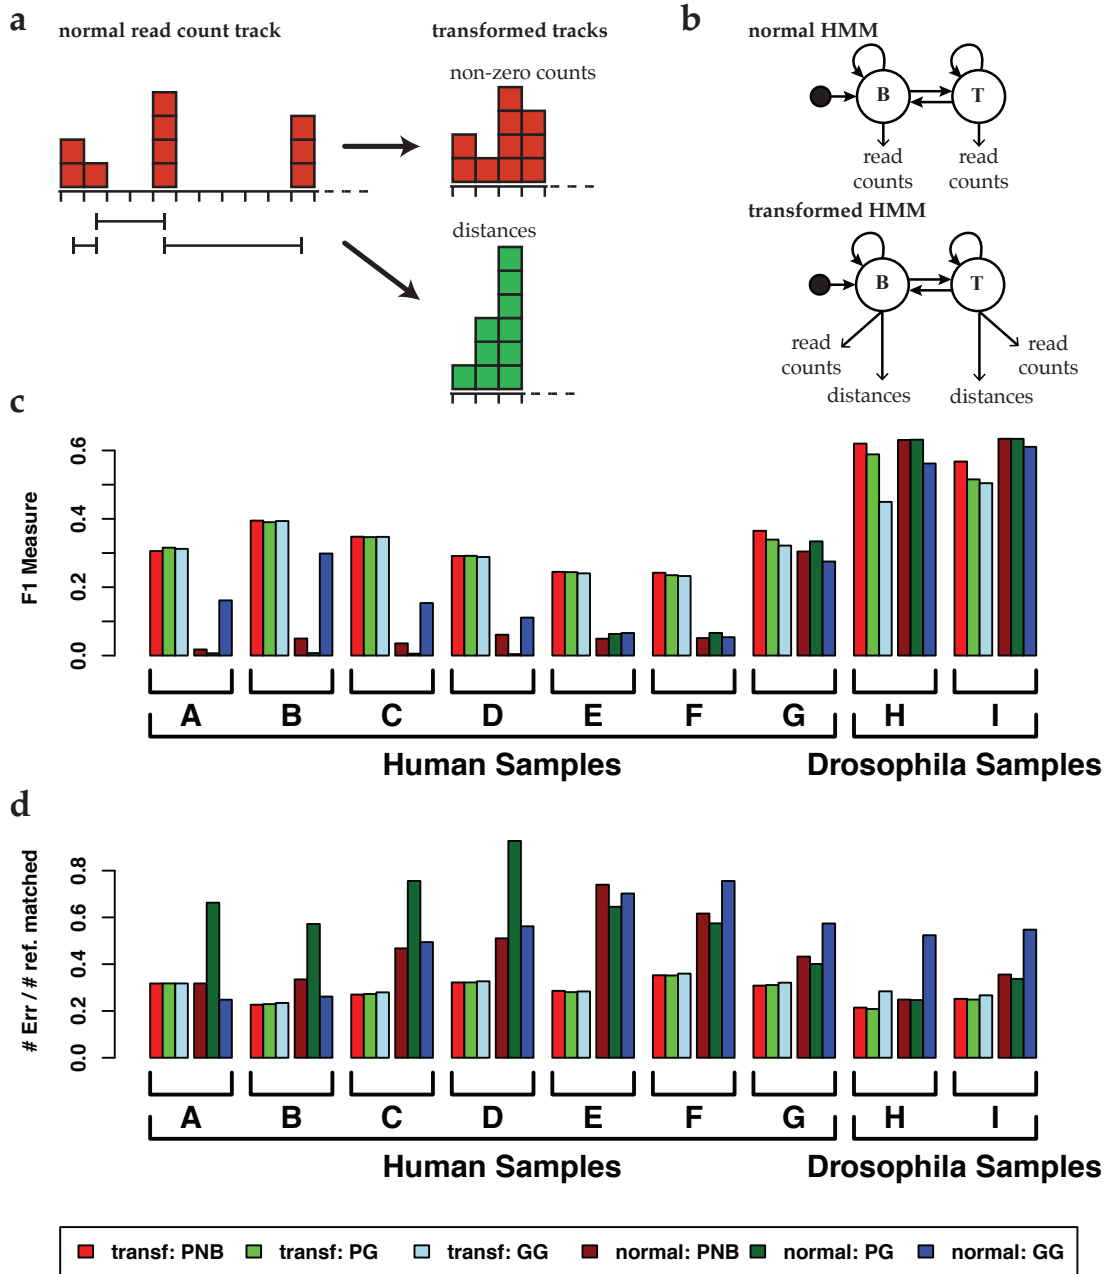 a
normal read count track
transformed tracks
non-zero counts
distances
b
normal HMM
B T
read counts
read counts
transformed HMM
B T
read counts
read counts
distances distances
c
F1 Measure
0.0 0.2 0.4 0.6
A B C D E F G H I
Human Samples Drosophila Samples
d
# Err / # ref. matched
0.0 0.2 0.4 0.6 0.8
A B C D E F G H I
Human Samples Drosophila Samples
transf: PNB transf: PG transf: GG normal: PNB normal: PG normal: GG